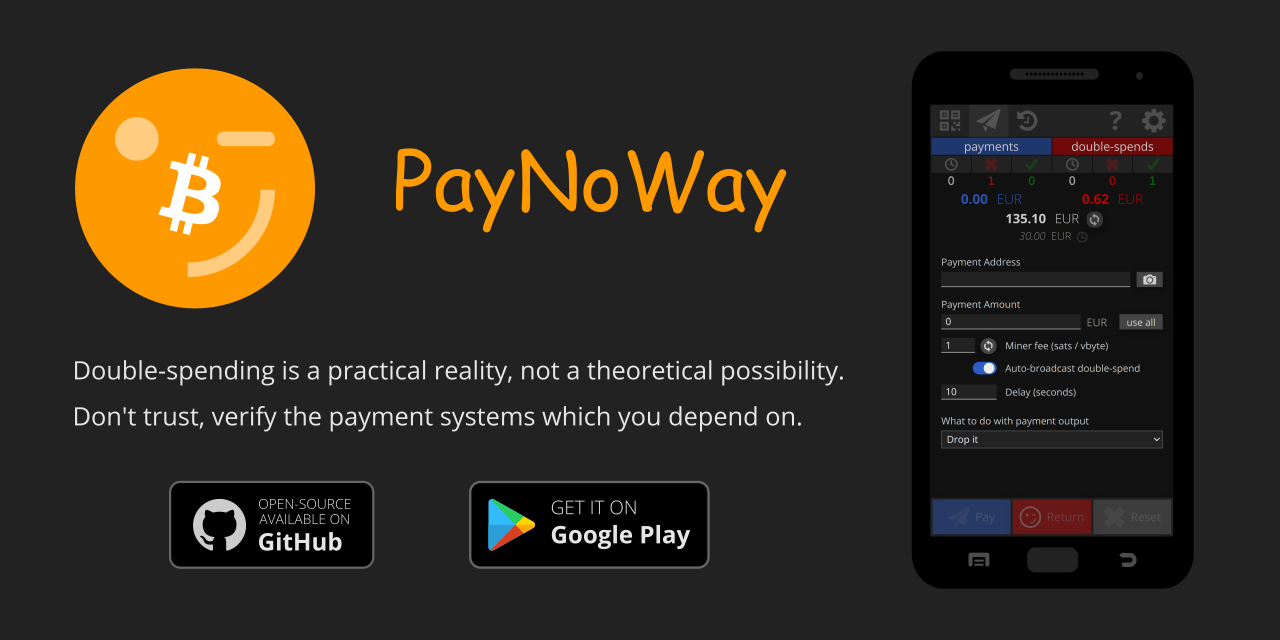 PayNoWay
Double-spending is a practical reality, not a theoretical possibility.
Don't trust, verify the payment systems which you depend on.
OPEN-SOURCE
AVAILABLE ON
GitHub
GET IT ON
Google Play
?
payments double-spends
0 1 0 0 0 1
0.00 EUR 0.62 EUR
135.10 EUR
30.00 EUR
Payment Address
Payment Amount
0 EUR use all
1 Miner fee (sats / vbyte)
Auto-broadcast double-spend
10 Delay (seconds)
What to do with payment output
Drop it
Pay Return Reset